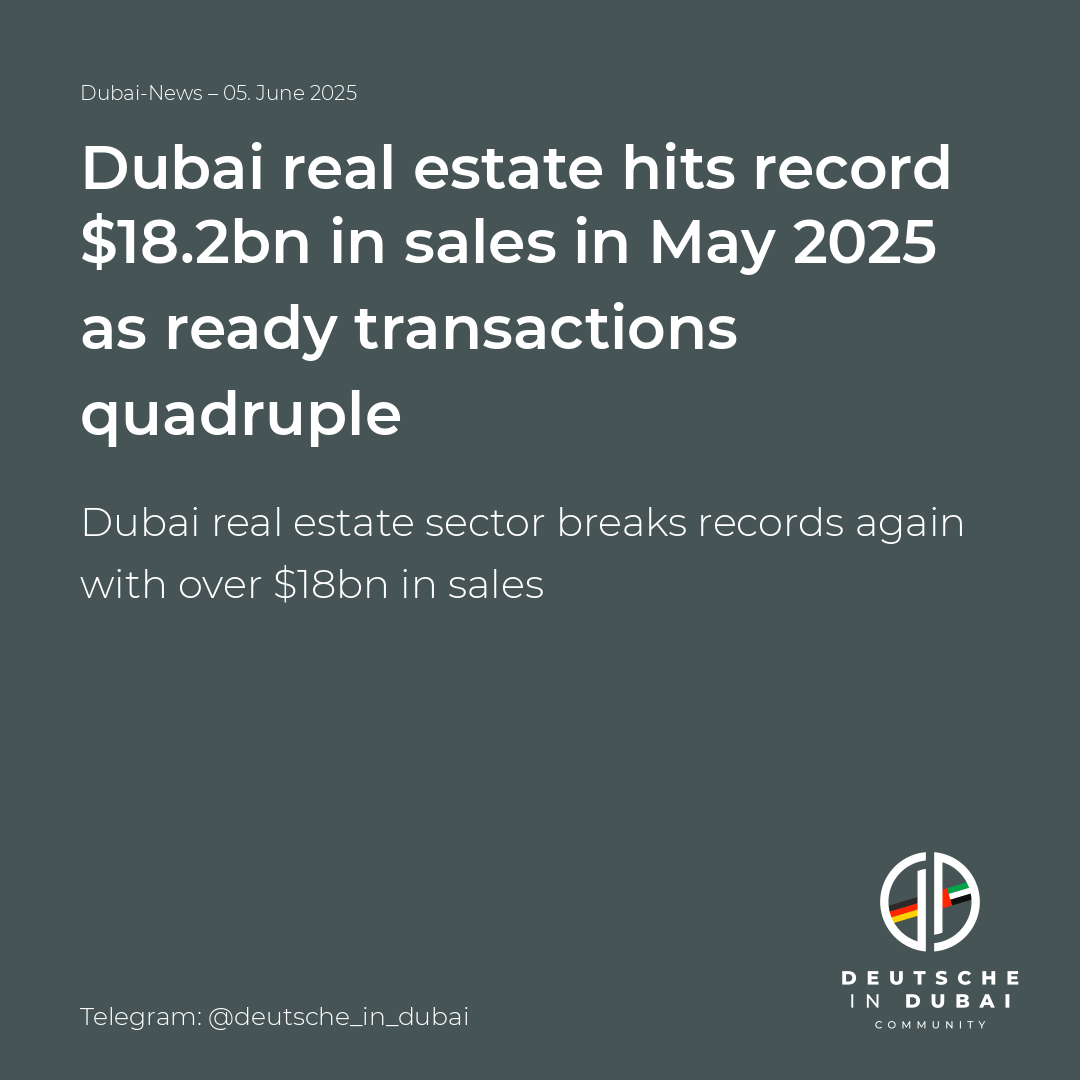 Dubai-News – 05. June 2025
Dubai real estate hits record
$18.2bn in sales in May 2025
as ready transactions
quadruple
Dubai real estate sector breaks records again
with over $18bn in sales
DEUTSCHE
IN DUBAI
COMMUNITY
Telegram: @deutsche_in_dubai